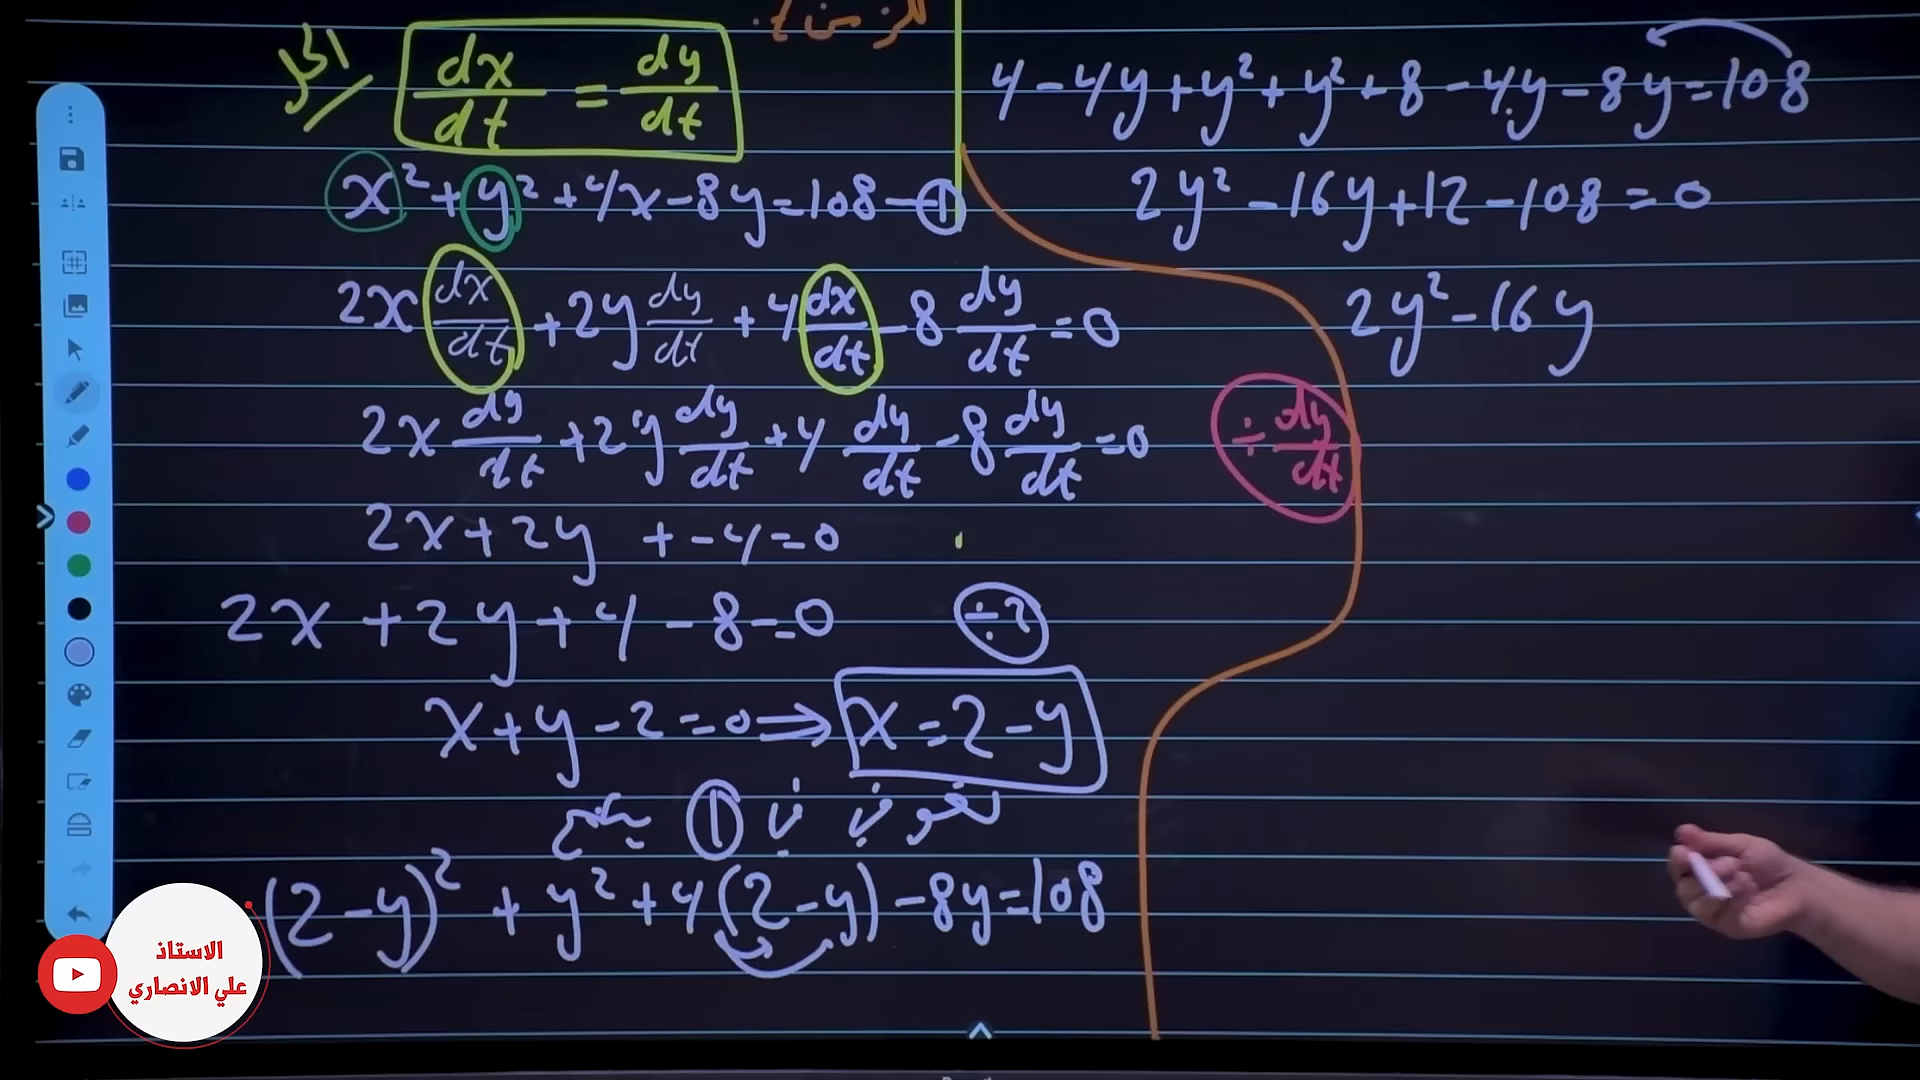 الزمن t.
الحل/ dx/dt = dy/dt
x² + y² + 4x - 8y = 108 - ①
2x dx/dt + 2y dy/dt + 4 dx/dt - 8 dy/dt = 0
2x dy/dt + 2y dy/dt + 4 dy/dt - 8 dy/dt = 0 ÷ dy/dt
2x + 2y + - 4 = 0
2x + 2y + 4 - 8 = 0 ÷2
x + y - 2 = 0 ⇒ x = 2 - y
نعوض في ①
(2 - y)² + y² + 4(2 - y) - 8y = 108
4 - 4y + y² + y² + 8 - 4y - 8y = 108
2y² - 16y + 12 - 108 = 0
2y² - 16y
الاستاذ
علي الانصاري